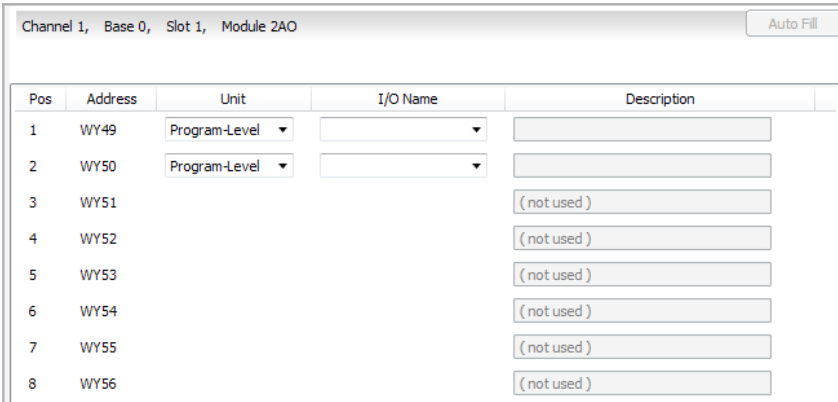 Channel 1, Base 0, Slot 1, Module 2AO Auto Fill
Pos Address Unit I/O Name Description
1 WY49 Program-Level
2 WY50 Program-Level
3 WY51 ( not used )
4 WY52 ( not used )
5 WY53 ( not used )
6 WY54 ( not used )
7 WY55 ( not used )
8 WY56 ( not used )